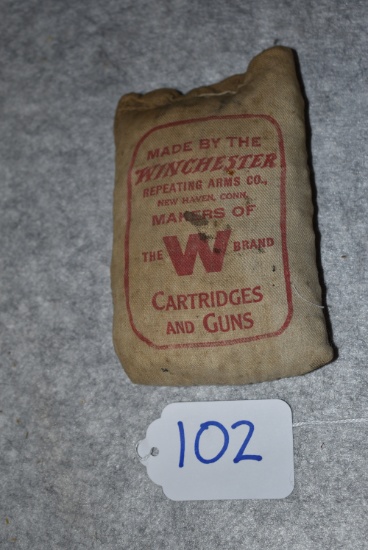 MADE BY THE
WINCHESTER
REPEATING ARMS CO.,
NEW HAVEN, CONN.
MAKERS OF
THE W BRAND
CARTRIDGES
AND GUNS
102